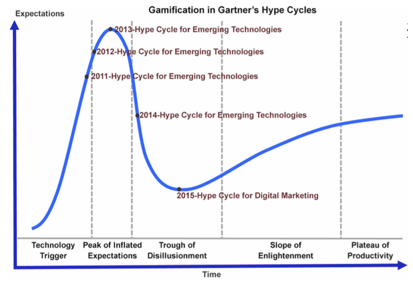 Gamification in Gartner's Hype Cycles
Expectations
2013-Hype Cycle for Emerging Technologies
2012-Hype Cycle for Emerging Technologies
2011-Hype Cycle for Emerging Technologies
2014-Hype Cycle for Emerging Technologies
2015-Hype Cycle for Digital Marketing
Technology
Trigger
Peak of Inflated
Expectations
Trough of
Disillusionment
Slope of
Enlightenment
Plateau of
Productivity
Time